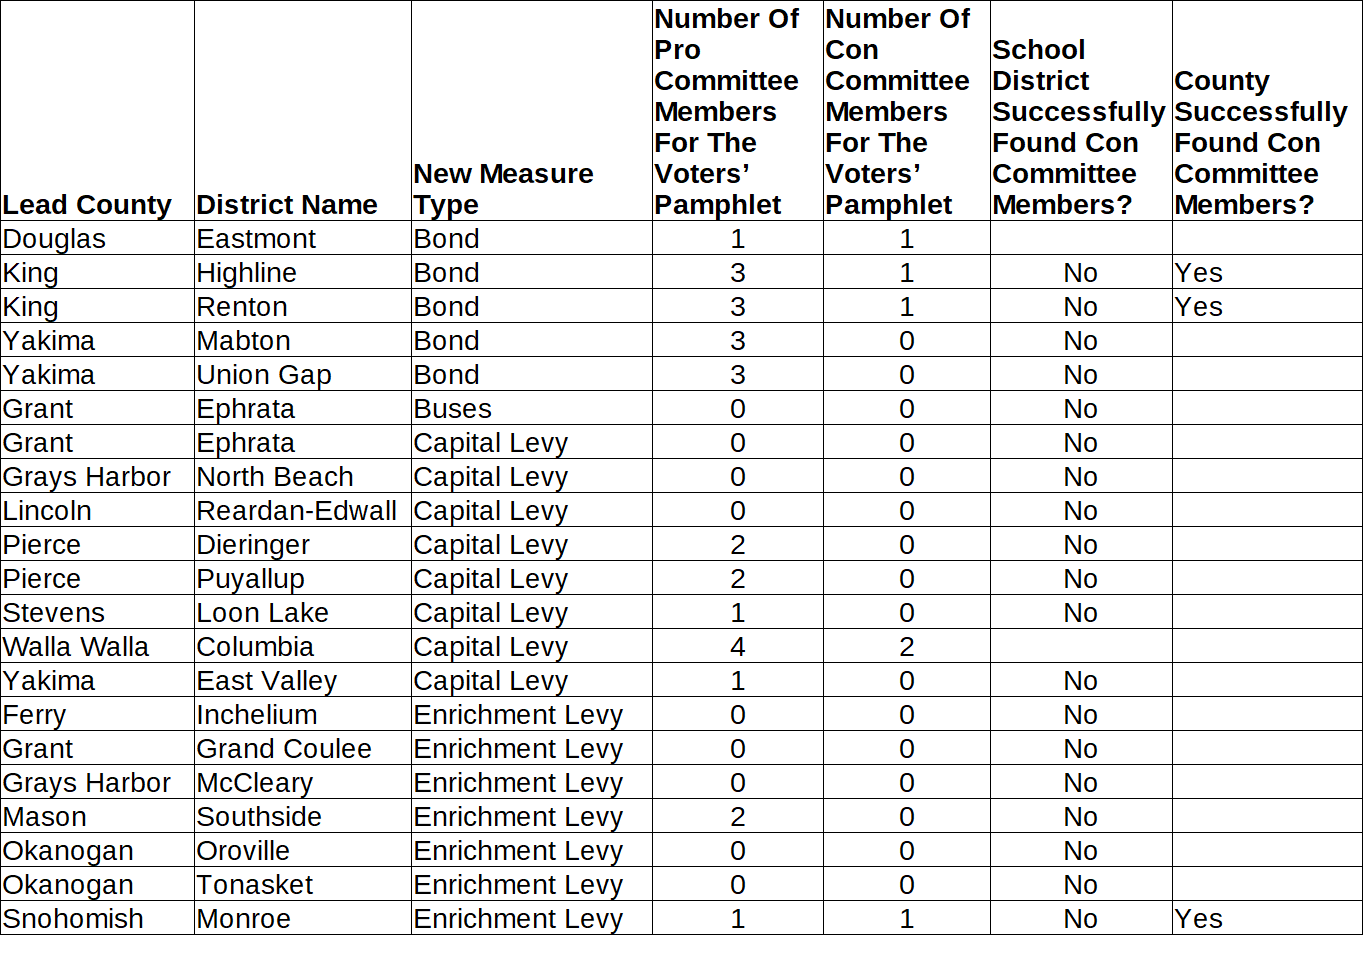 Lead County District Name New Measure Type Number Of Pro Committee Members For The Voters’ Pamphlet Number Of Con Committee Members For The Voters’ Pamphlet School District Successfully Found Con Committee Members? County Successfully Found Con Committee Members?
Douglas Eastmont Bond 1 1
King Highline Bond 3 1 No Yes
King Renton Bond 3 1 No Yes
Yakima Mabton Bond 3 0 No
Yakima Union Gap Bond 3 0 No
Grant Ephrata Buses 0 0 No
Grant Ephrata Capital Levy 0 0 No
Grays Harbor North Beach Capital Levy 0 0 No
Lincoln Reardan-Edwall Capital Levy 0 0 No
Pierce Dieringer Capital Levy 2 0 No
Pierce Puyallup Capital Levy 2 0 No
Stevens Loon Lake Capital Levy 1 0 No
Walla Walla Columbia Capital Levy 4 2
Yakima East Valley Capital Levy 1 0 No
Ferry Inchelium Enrichment Levy 0 0 No
Grant Grand Coulee Enrichment Levy 0 0 No
Grays Harbor McCleary Enrichment Levy 0 0 No
Mason Southside Enrichment Levy 2 0 No
Okanogan Oroville Enrichment Levy 0 0 No
Okanogan Tonasket Enrichment Levy 0 0 No
Snohomish Monroe Enrichment Levy 1 1 No Yes